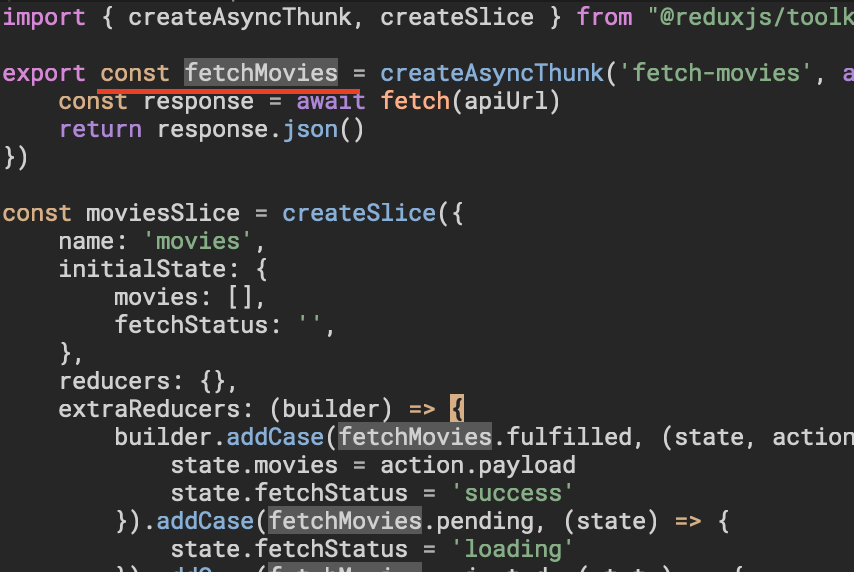 import { createAsyncThunk, createSlice } from "@reduxjs/toolk
export const fetchMovies = createAsyncThunk('fetch-movies', a
    const response = await fetch(apiUrl)
    return response.json()
})
const moviesSlice = createSlice({
    name: 'movies',
    initialState: {
        movies: [],
        fetchStatus: '',
    },
    reducers: {},
    extraReducers: (builder) => {
        builder.addCase(fetchMovies.fulfilled, (state, action
            state.movies = action.payload
            state.fetchStatus = 'success'
        }).addCase(fetchMovies.pending, (state) => {
            state.fetchStatus = 'loading'